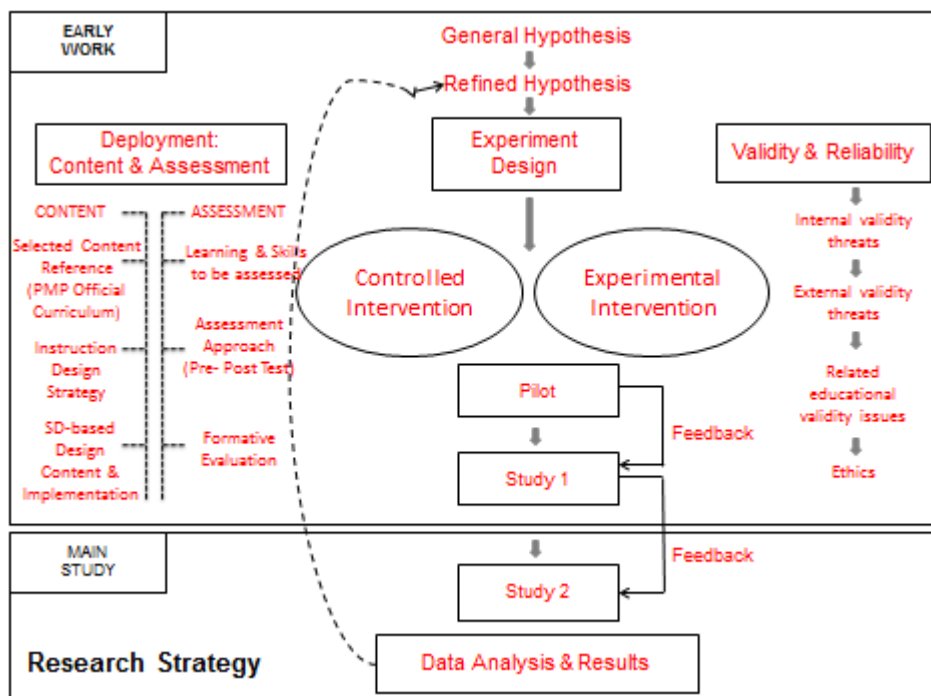 EARLY
WORK
General Hypothesis
Refined Hypothesis
Deployment:
Content & Assessment
Experiment
Design
Validity & Reliability
CONTENT
Selected Content
Reference
(PMP Official
Curriculum)
Instruction
Design
Strategy
SD-based
Design
Content &
Implementation
ASSESSMENT
Learning & Skills
to be assessed
Assessment
Approach
(Pre- Post Test)
Formative
Evaluation
Controlled
Intervention
Experimental
Intervention
Pilot
Feedback
Study 1
Internal validity
threats
External validity
threats
Related
educational
validity issues
Ethics
MAIN
STUDY
Feedback
Study 2
Research Strategy
Data Analysis & Results